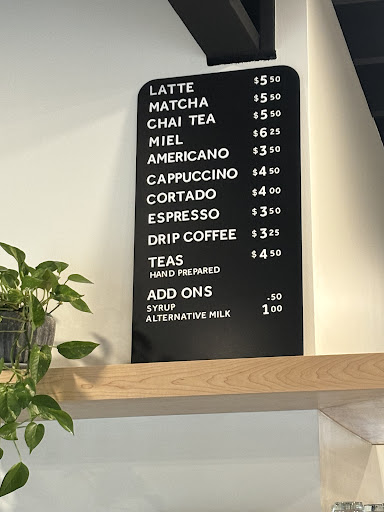 LATTE $5 50
MATCHA $5 50
CHAI TEA $5 50
MIEL $6 25
AMERICANO $3 50
CAPPUCCINO $4 50
CORTADO $4 00
ESPRESSO $3 50
DRIP COFFEE $3 25
TEAS $4 50
HAND PREPARED
ADD ONS
SYRUP .50
ALTERNATIVE MILK 1 00